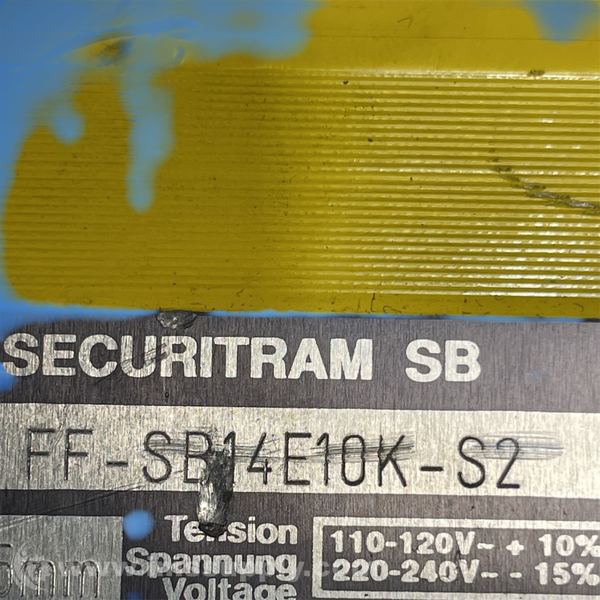 SECURITRAM SB
FF-SB14E10K-S2
Tension
Spannung
Voltage
110-120V~ + 10%
220-240V~ - 15%